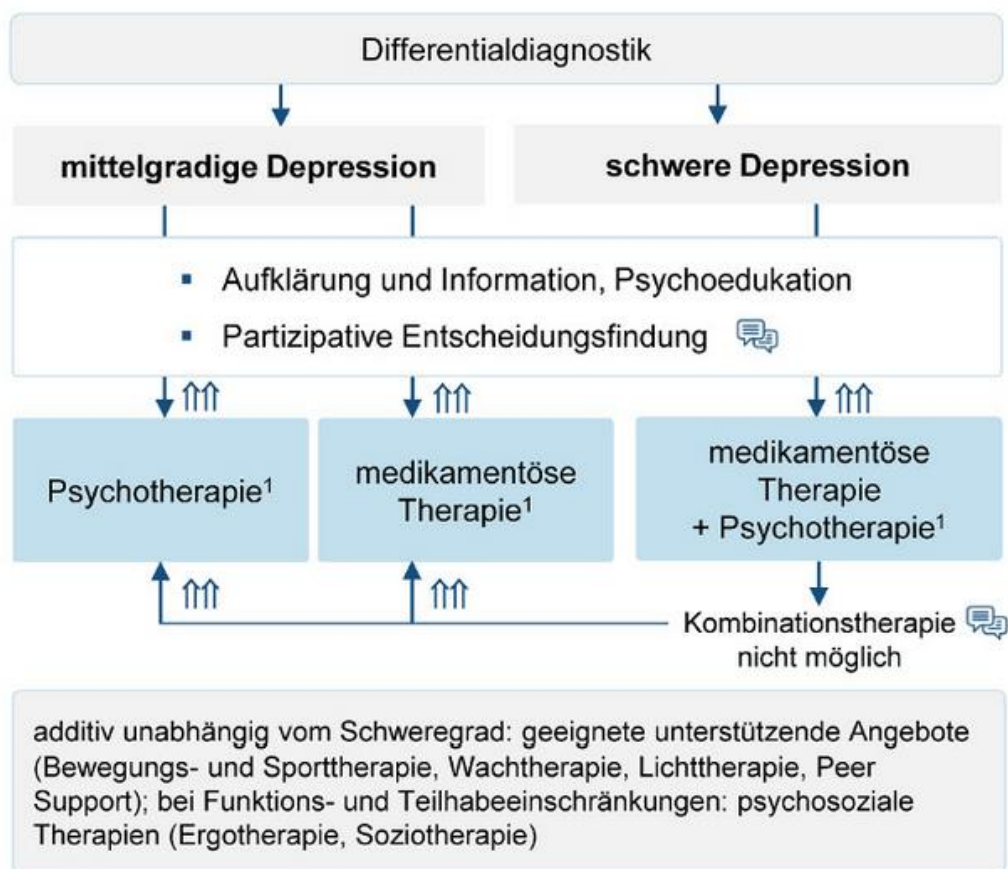 Differentialdiagnostik
mittelgradige Depression
schwere Depression
▪ Aufklärung und Information, Psychoedukation
▪ Partizipative Entscheidungsfindung
⇑⇑
⇑⇑
⇑⇑
Psychotherapie¹
medikamentöse
Therapie¹
medikamentöse
Therapie
+ Psychotherapie¹
⇑⇑
⇑⇑
Kombinationstherapie
nicht möglich
additiv unabhängig vom Schweregrad: geeignete unterstützende Angebote
(Bewegungs- und Sporttherapie, Wachtherapie, Lichttherapie, Peer
Support); bei Funktions- und Teilhabeeinschränkungen: psychosoziale
Therapien (Ergotherapie, Soziotherapie)